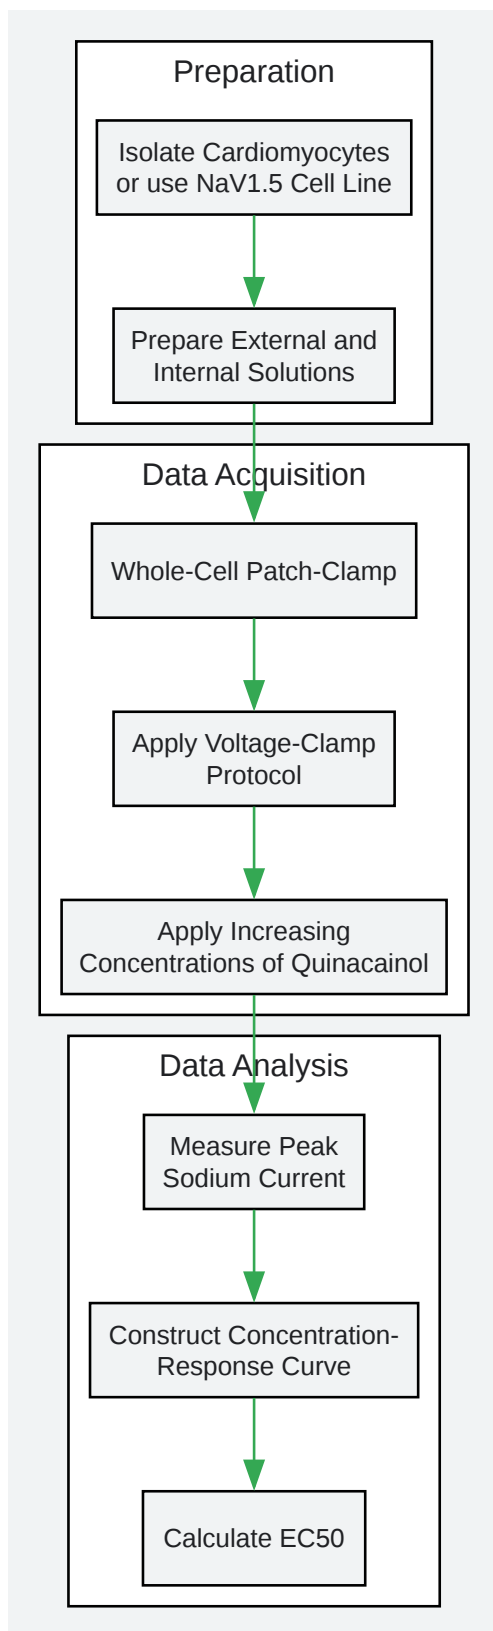 Preparation
Isolate Cardiomyocytes
or use NaV1.5 Cell Line
Prepare External and
Internal Solutions
Data Acquisition
Whole-Cell Patch-Clamp
Apply Voltage-Clamp
Protocol
Apply Increasing
Concentrations of Quinacainol
Data Analysis
Measure Peak
Sodium Current
Construct Concentration-
Response Curve
Calculate EC50